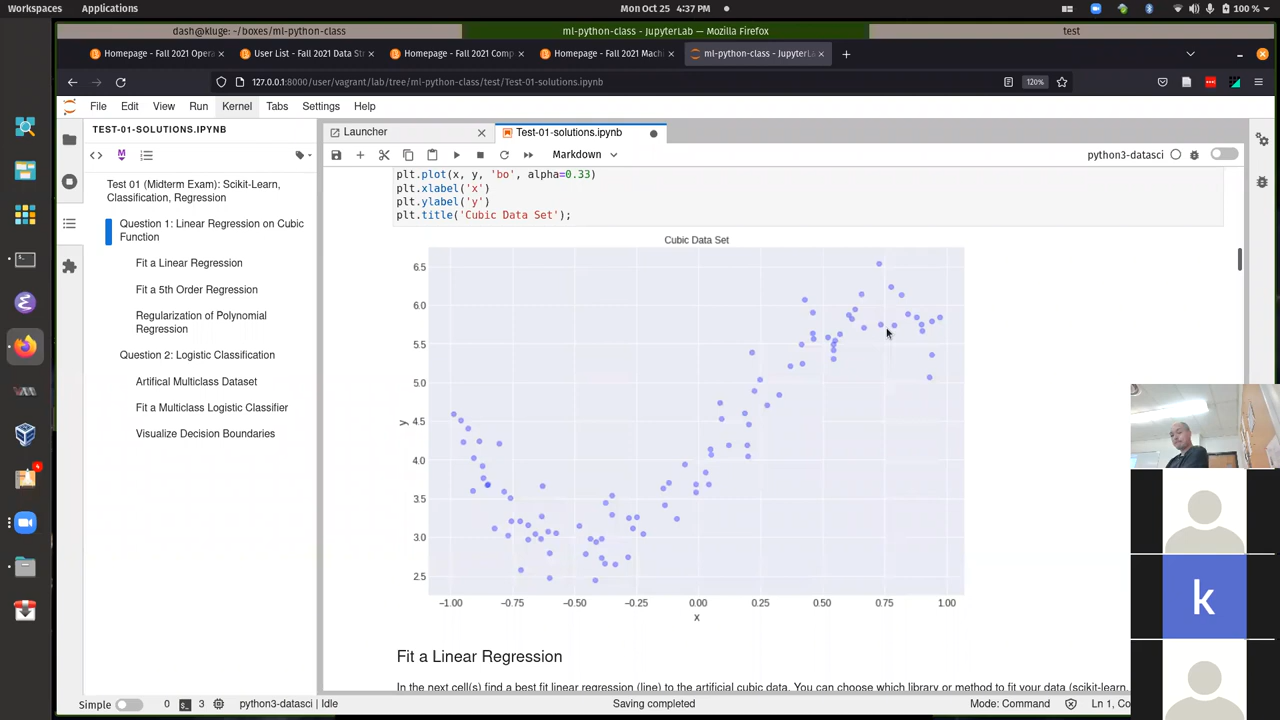 Workspaces Applications Mon Oct 25 4:37 PM 100 %
dash@kluge: ~/boxes/ml-python-class ml-python-class - JupyterLab — Mozilla Firefox test
Homepage - Fall 2021 Opera User List - Fall 2021 Data Str Homepage - Fall 2021 Comp Homepage - Fall 2021 Machi ml-python-class - JupyterLab
127.0.0.1:8000/user/vagrant/lab/tree/ml-python-class/test/Test-01-solutions.ipynb 120%
File Edit View Run Kernel Tabs Settings Help
TEST-01-SOLUTIONS.IPYNB
Launcher Test-01-solutions.ipynb
Markdown python3-datasci
Test 01 (Midterm Exam): Scikit-Learn,
Classification, Regression
Question 1: Linear Regression on Cubic
Function
Fit a Linear Regression
Fit a 5th Order Regression
Regularization of Polynomial
Regression
Question 2: Logistic Classification
Artifical Multiclass Dataset
Fit a Multiclass Logistic Classifier
Visualize Decision Boundaries
plt.plot(x, y, 'bo', alpha=0.33)
plt.xlabel('x')
plt.ylabel('y')
plt.title('Cubic Data Set');
Cubic Data Set
6.5
6.0
5.5
5.0
4.5
4.0
3.5
3.0
2.5
y
−1.00 −0.75 −0.50 −0.25 0.00 0.25 0.50 0.75 1.00
x
Fit a Linear Regression
In the next cell(s) find a best fit linear regression (line) to the artificial cubic data. You can choose which library or method to fit your data (scikit-learn,
k
Simple 0 3 python3-datasci | Idle Saving completed Mode: Command Ln 1, Co